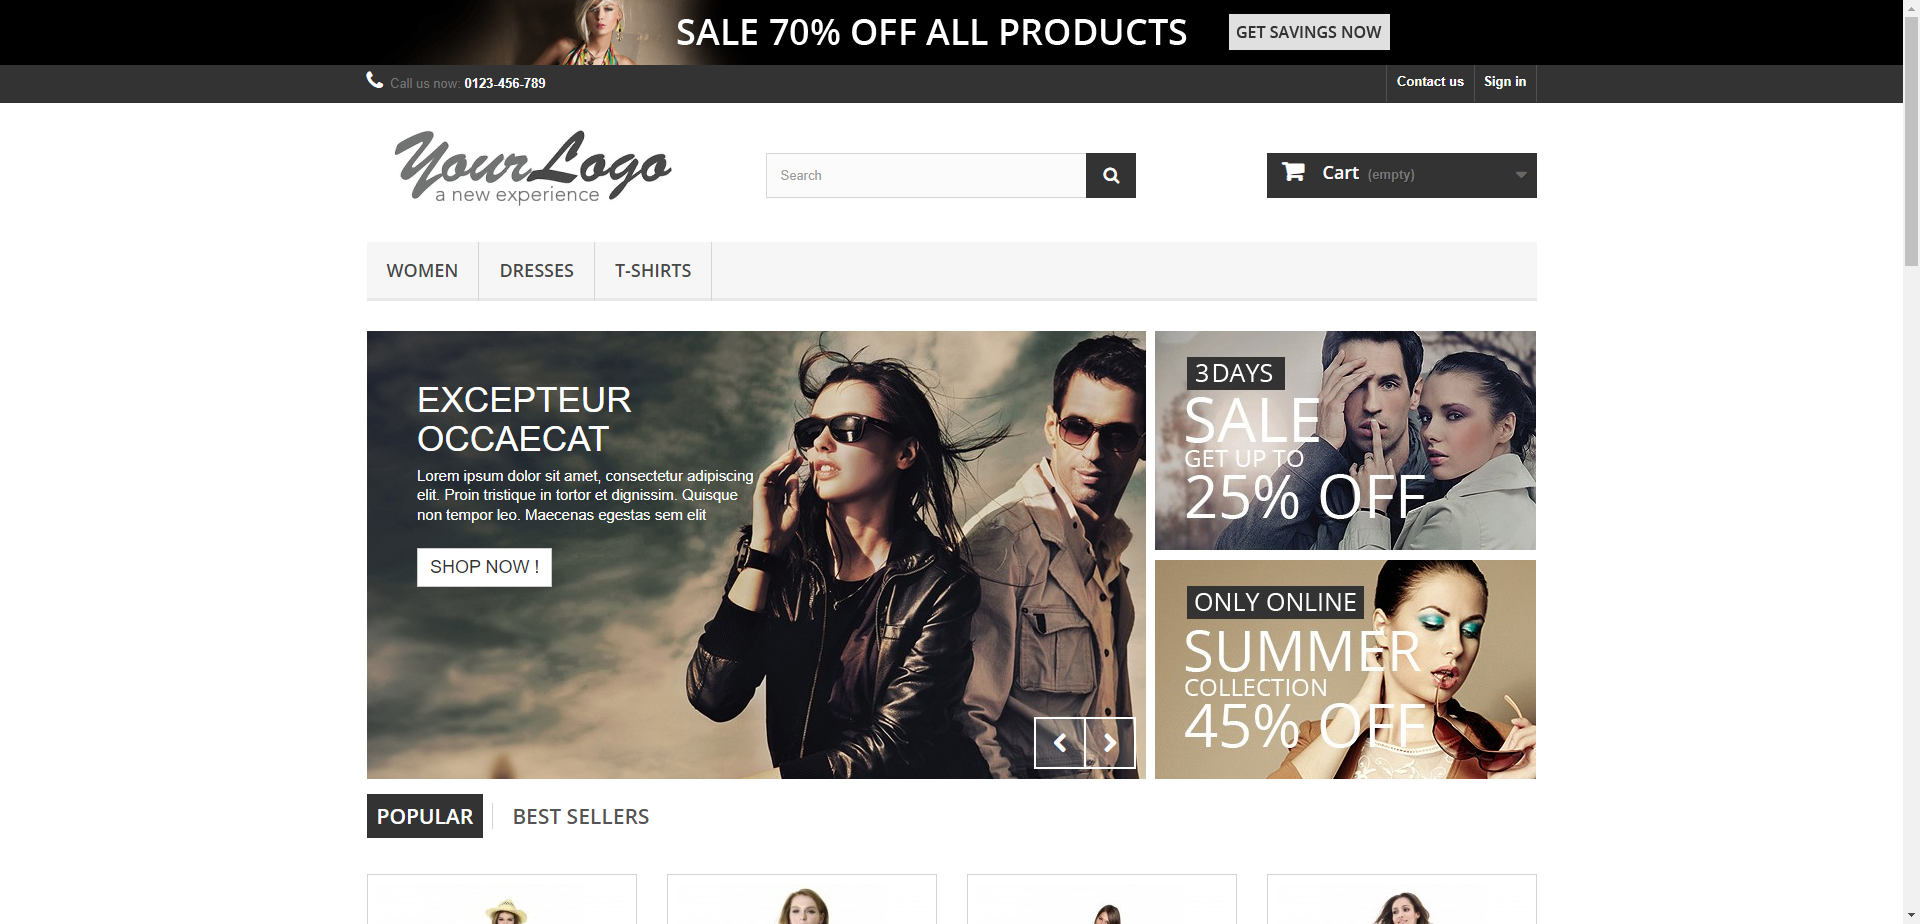 SALE 70% OFF ALL PRODUCTS
GET SAVINGS NOW
Call us now: 0123-456-789
Contact us
Sign in
YourLogo
a new experience
Search
Cart (empty)
WOMEN
DRESSES
T-SHIRTS
EXCEPTEUR
OCCAECAT
Lorem ipsum dolor sit amet, consectetur adipiscing
elit. Proin tristique in tortor et dignissim. Quisque
non tempor leo. Maecenas egestas sem elit
SHOP NOW !
3 DAYS
SALE
GET UP TO
25% OFF
ONLY ONLINE
SUMMER
COLLECTION
45% OFF
POPULAR
BEST SELLERS